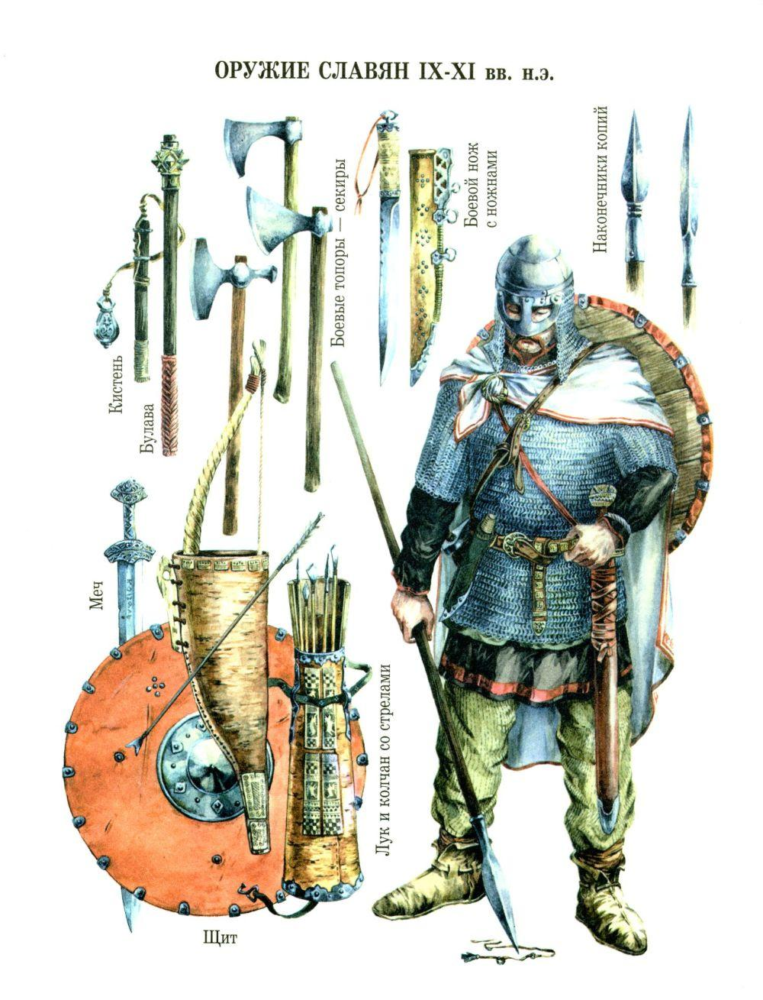 ОРУЖИЕ СЛАВЯН IX-XI вв. н.э.
Кистень
Булава
Боевые топоры — секиры
Боевой нож
с ножнами
Наконечники копий
Меч
Лук и колчан со стрелами
Щит